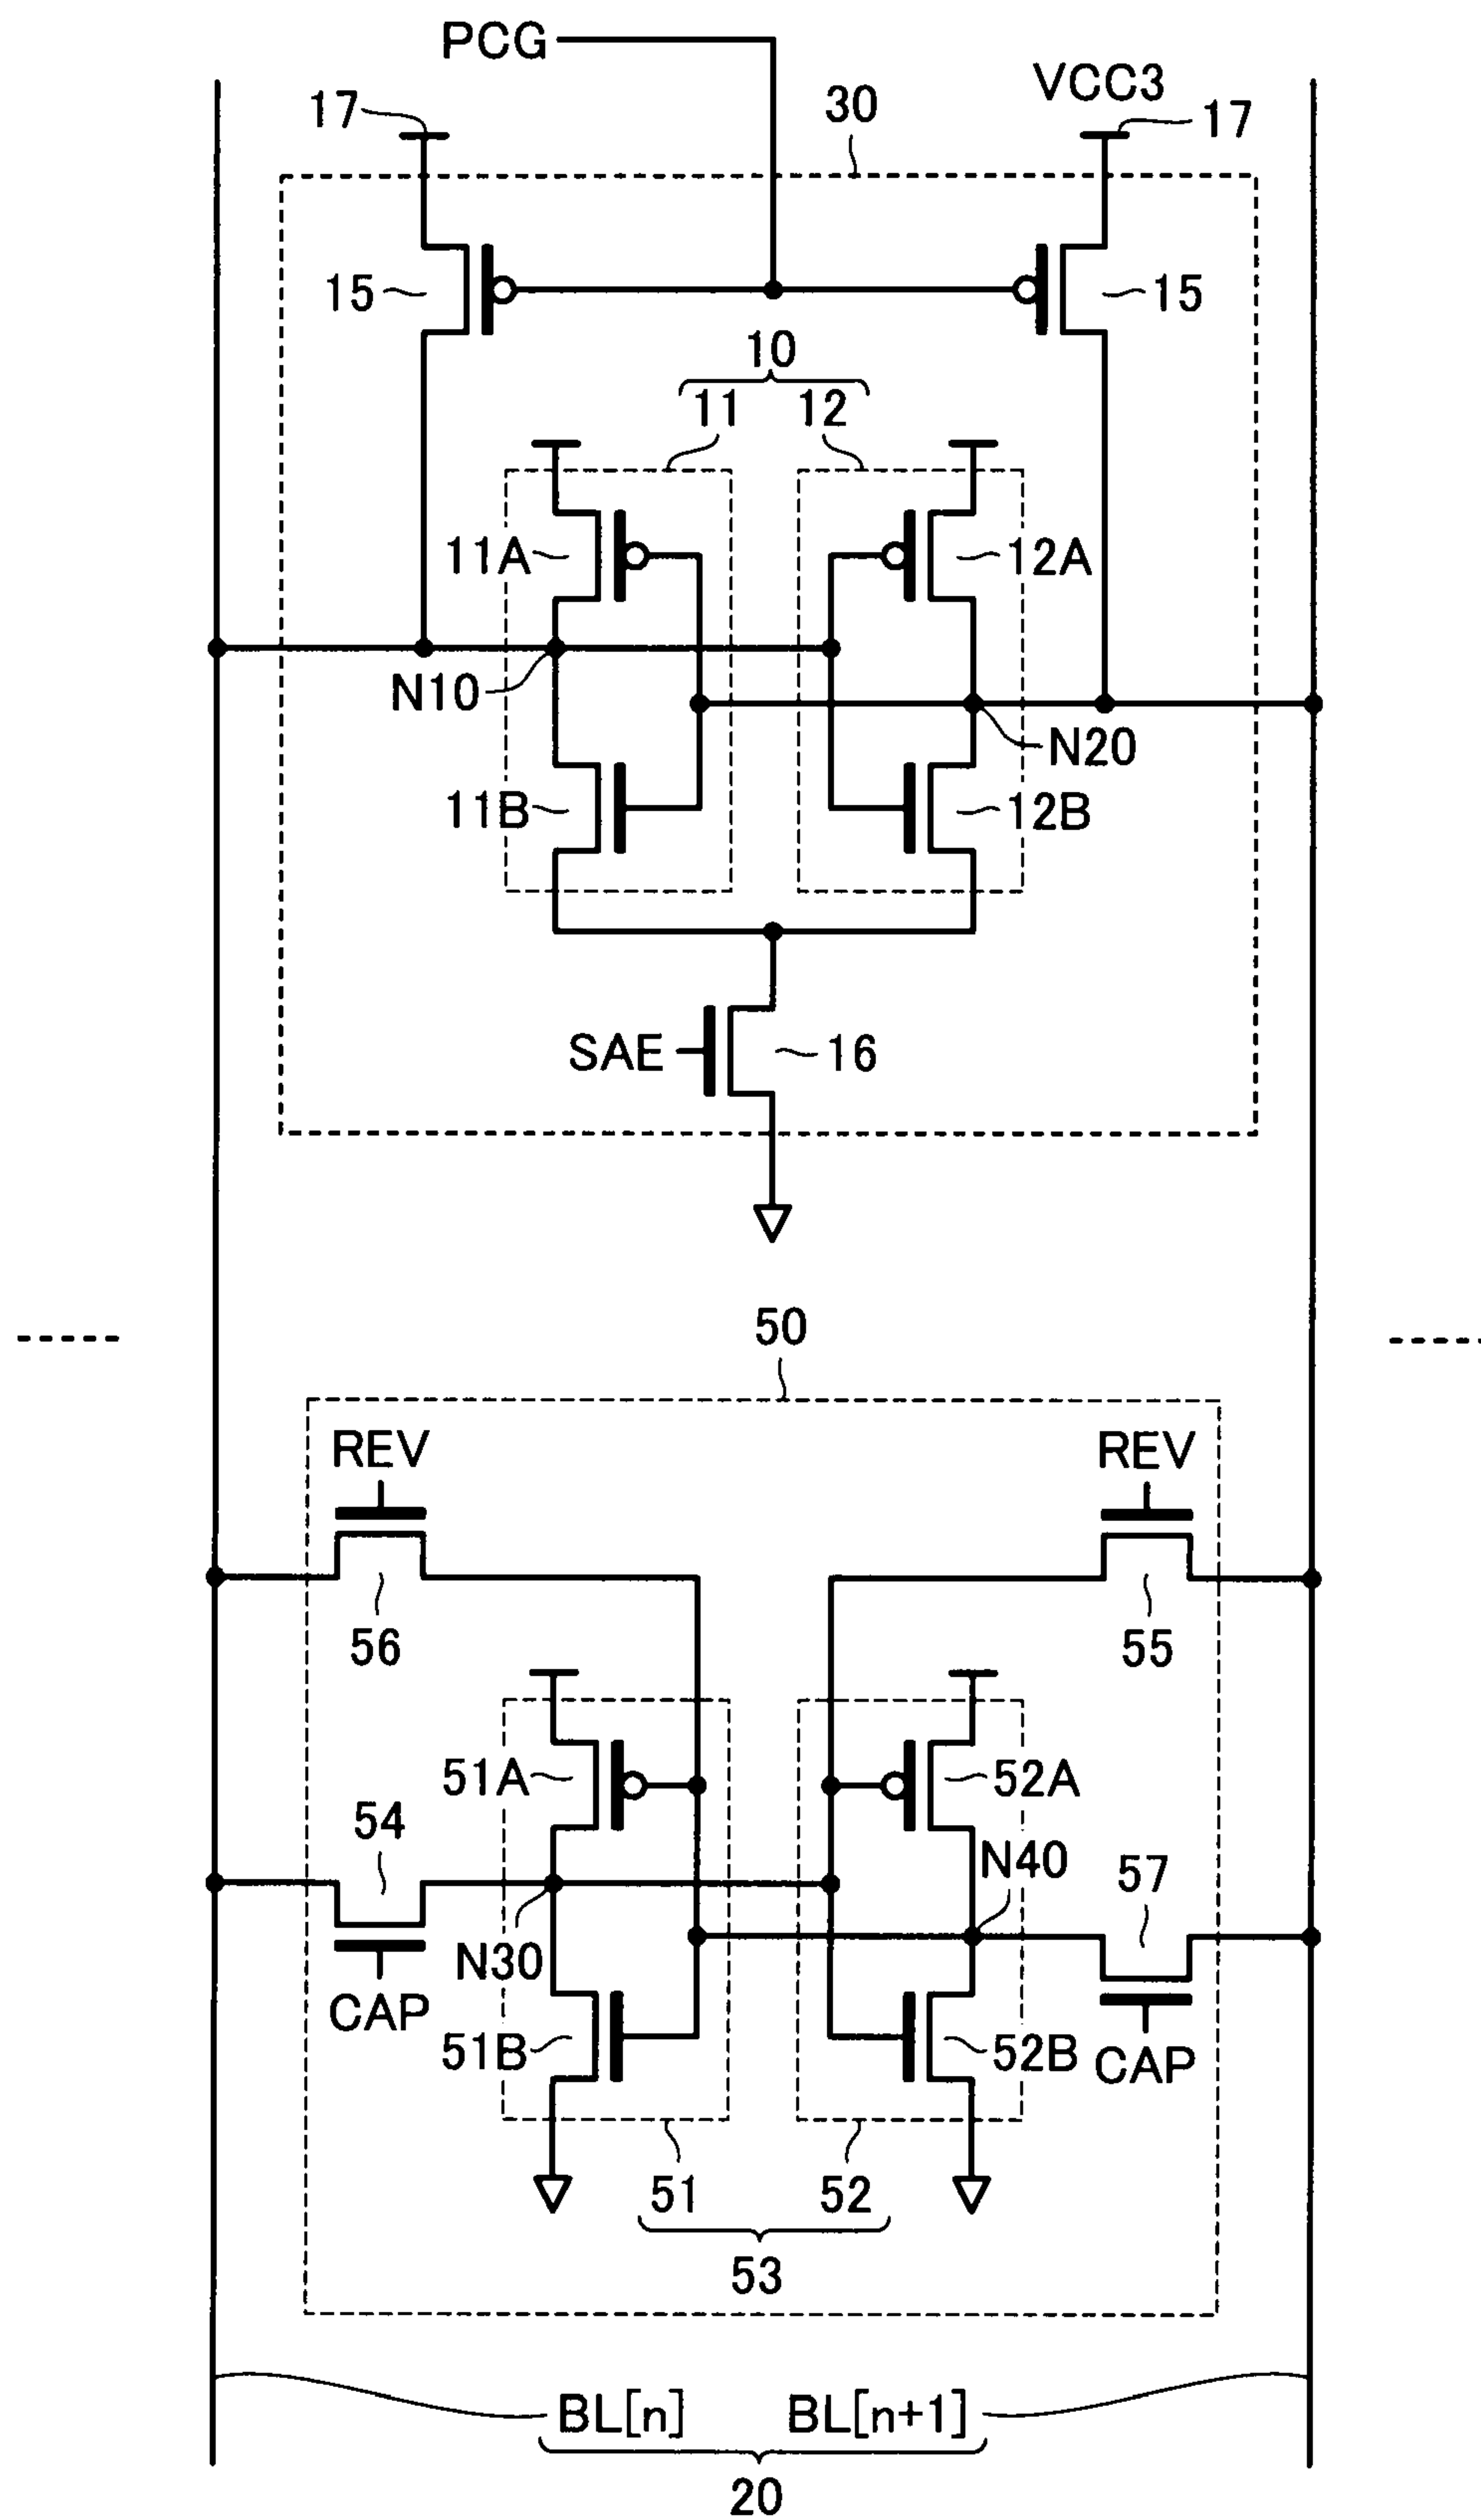 PCG
VCC3
17
30
17
15
15
10
11
12
11A
12A
N10
N20
11B
12B
SAE
16
50
REV
REV
56
55
51A
52A
54
N40
57
N30
CAP
51B
52B
CAP
51
52
53
BL[n]
BL[n+1]
20